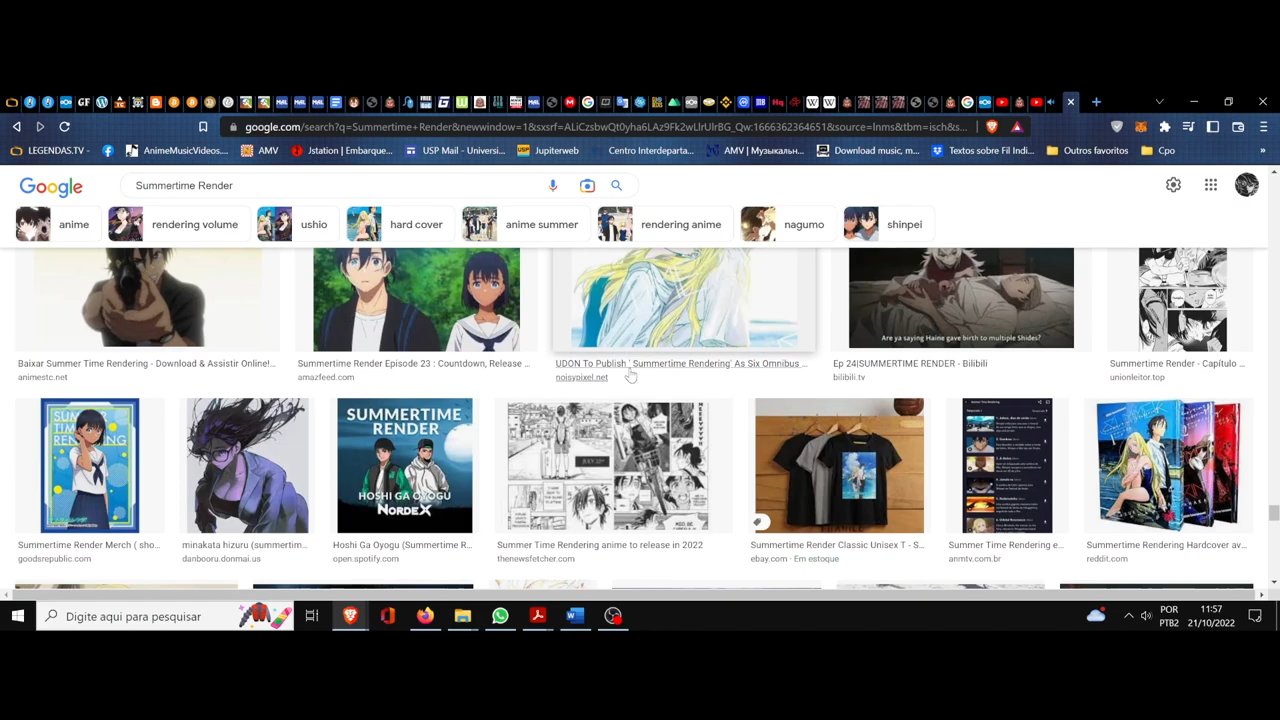 google.com/search?q=Summertime+Render&newwindow=1&sxsrf=ALiCzsbwQt0yha6LAz9Fk2wLlrUlrBG_Qw:1666362364651&source=lnms&tbm=isch&s...
LEGENDAS.TV -
AnimeMusicVideos...
AMV
Jstation | Embarque...
USP Mail - Universi...
Jupiterweb
Centro Interdeparta...
AMV | Музыкальн...
Download music, m...
Textos sobre Fil Indi...
Outros favoritos
Cpo
»
Google
Summertime Render
anime
rendering volume
ushio
hard cover
anime summer
rendering anime
nagumo
shinpei
Are ya saying Haine gave birth to multiple Shides?
Baixar Summer Time Rendering - Download & Assistir Online!...
animestc.net
Summertime Render Episode 23 : Countdown, Release ...
amazfeed.com
UDON To Publish ' Summertime Rendering' As Six Omnibus ...
noisypixel.net
Ep 24|SUMMERTIME RENDER - Bilibili
bilibili.tv
Summertime Render - Capítulo ...
unionleitor.top
SUMMER
TIME
RENDERING
SUMMERTIME
RENDER
HOSHI GA OYOGU
NORDEX
Summertime Render Merch ( sho...
goodsrepublic.com
minakata hizuru (summertim...
danbooru.donmai.us
Hoshi Ga Oyogu (Summertime R...
open.spotify.com
Summer Time Rendering anime to release in 2022
thenewsfetcher.com
Summertime Render Classic Unisex T - S...
ebay.com · Em estoque
Summer Time Rendering e...
anmtv.com.br
Summertime Rendering Hardcover av...
reddit.com
Digite aqui para pesquisar
POR
PTB2
11:57
21/10/2022